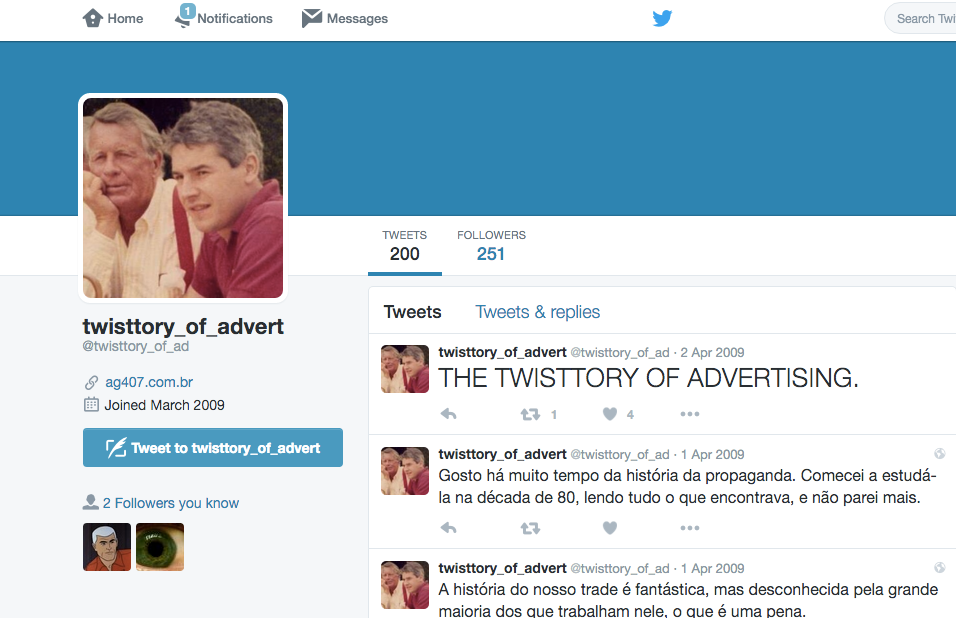 Home
1
Notifications
Messages
Search Twi
TWEETS
200
FOLLOWERS
251
twisttory_of_advert
@twisttory_of_ad
ag407.com.br
Joined March 2009
Tweet to twisttory_of_advert
2 Followers you know
Tweets
Tweets & replies
twisttory_of_advert @twisttory_of_ad · 2 Apr 2009
THE TWISTTORY OF ADVERTISING.
1
4
twisttory_of_advert @twisttory_of_ad · 1 Apr 2009
Gosto há muito tempo da história da propaganda. Comecei a estudá-
la na década de 80, lendo tudo o que encontrava, e não parei mais.
twisttory_of_advert @twisttory_of_ad · 1 Apr 2009
A história do nosso trade é fantástica, mas desconhecida pela grande
maioria dos que trabalham nele, o que é uma pena.